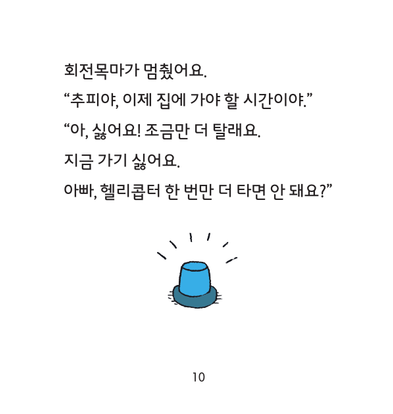 회전목마가 멈췄어요.
“추피야, 이제 집에 가야 할 시간이야.”
“아, 싫어요! 조금만 더 탈래요.
지금 가기 싫어요.
아빠, 헬리콥터 한 번만 더 타면 안 돼요?”
10